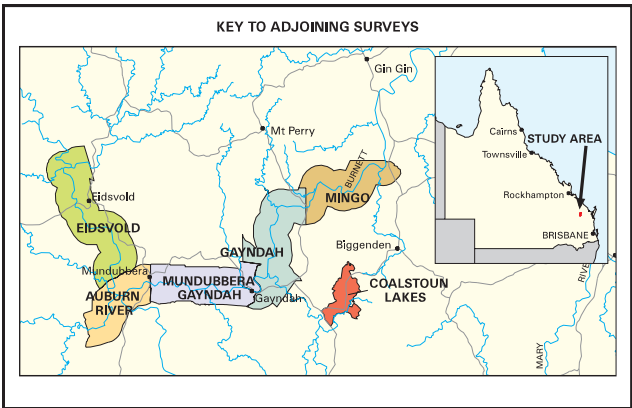 KEY TO ADJOINING SURVEYS
Gin Gin
Mt Perry
BURNETT
MINGO
Eidsvold
EIDSVOLD
Biggenden
GAYNDAH
Mundubbera
MUNDUBBERA
GAYNDAH
Gayndah
AUBURN
RIVER
COALSTOUN
LAKES
MARY
RIVER
Cairns
Townsville
STUDY AREA
Rockhampton
BRISBANE